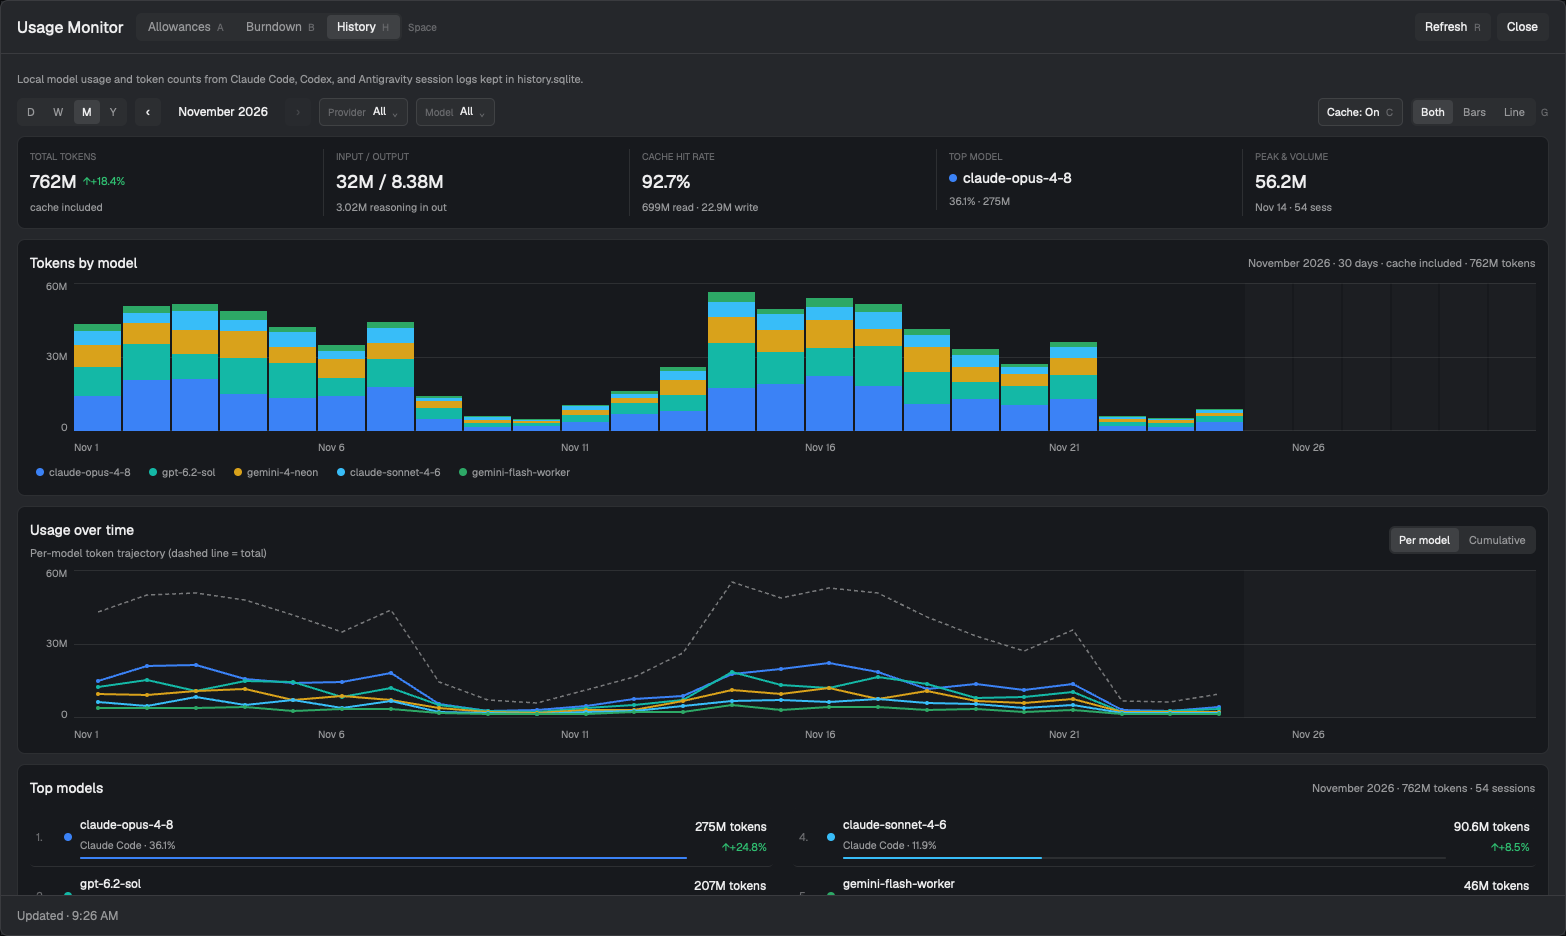 Usage Monitor Allowances A Burndown B History H Space Refresh R Close
Local model usage and token counts from Claude Code, Codex, and Antigravity session logs kept in history.sqlite.
D W M Y ‹ November 2026 › Provider All Model All Cache: On C Both Bars Line G
TOTAL TOKENS INPUT / OUTPUT CACHE HIT RATE TOP MODEL PEAK & VOLUME
762M ↑+18.4% 32M / 8.38M 92.7% claude-opus-4-8 56.2M
cache included 3.02M reasoning in out 699M read · 22.9M write 36.1% · 275M Nov 14 · 54 sess
Tokens by model November 2026 · 30 days · cache included · 762M tokens
60M
30M
0
Nov 1 Nov 6 Nov 11 Nov 16 Nov 21 Nov 26
claude-opus-4-8 gpt-6.2-sol gemini-4-neon claude-sonnet-4-6 gemini-flash-worker
Usage over time
Per-model token trajectory (dashed line = total) Per model Cumulative
60M
30M
0
Nov 1 Nov 6 Nov 11 Nov 16 Nov 21 Nov 26
Top models November 2026 · 762M tokens · 54 sessions
1. claude-opus-4-8 275M tokens
Claude Code · 36.1% ↑+24.8%
4. claude-sonnet-4-6 90.6M tokens
Claude Code · 11.9% ↑+8.5%
gpt-6.2-sol 207M tokens
gemini-flash-worker 46M tokens
Updated · 9:26 AM